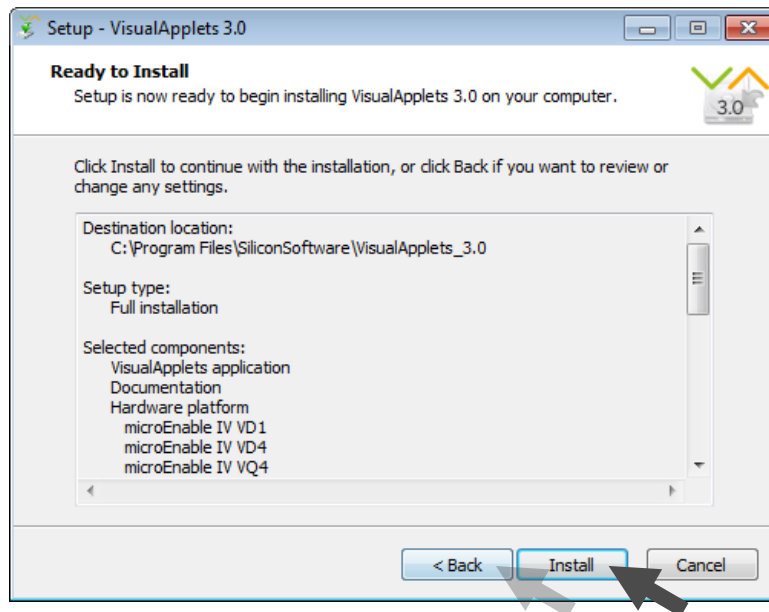 Setup - VisualApplets 3.0
Ready to Install
Setup is now ready to begin installing VisualApplets 3.0 on your computer.
3.0
Click Install to continue with the installation, or click Back if you want to review or
change any settings.
Destination location:
C:\Program Files\SiliconSoftware\VisualApplets_3.0
Setup type:
Full installation
Selected components:
VisualApplets application
Documentation
Hardware platform
microEnable IV VD1
microEnable IV VD4
microEnable IV VQ4
< Back
Install
Cancel